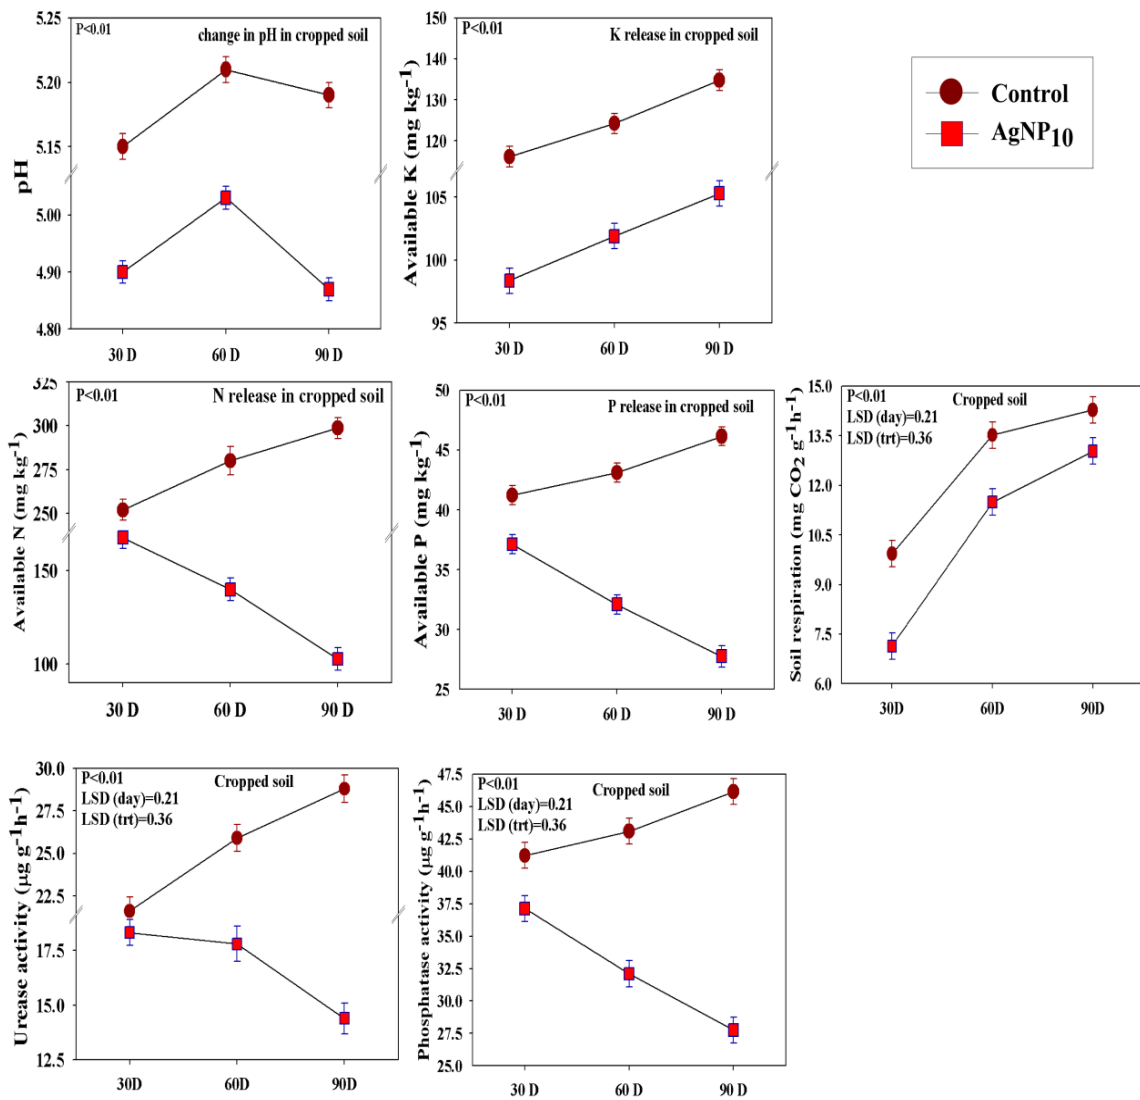 5.25
P<0.01
change in pH in cropped soil
5.20
5.15
pH
5.00
4.90
4.80
30 D
60 D
90 D
150
P<0.01
K release in cropped soil
140
130
120
Available K (mg kg⁻¹)
105
100
95
30 D
60 D
90 D
Control
AgNP₁₀
325
P<0.01
N release in cropped soil
300
275
250
Available N (mg kg⁻¹)
150
100
30 D
60 D
90 D
50
P<0.01
P release in cropped soil
45
40
Available P (mg kg⁻¹)
35
30
25
30 D
60 D
90 D
15.0
P<0.01
Cropped soil
LSD (day)=0.21
LSD (trt)=0.36
13.5
12.0
Soil respiration (mg CO₂ g⁻¹h⁻¹)
10.5
9.0
7.5
6.0
30D
60D
90D
30.0
P<0.01
Cropped soil
LSD (day)=0.21
LSD (trt)=0.36
27.5
25.0
22.5
Urease activity (µg g⁻¹h⁻¹)
17.5
15.0
12.5
30D
60 D
90D
47.5
P<0.01
Cropped soil
LSD (day)=0.21
LSD (trt)=0.36
45.0
42.5
40.0
Phosphatase activity (µg g⁻¹h⁻¹)
37.5
35.0
32.5
30.0
27.5
25.0
30 D
60 D
90 D